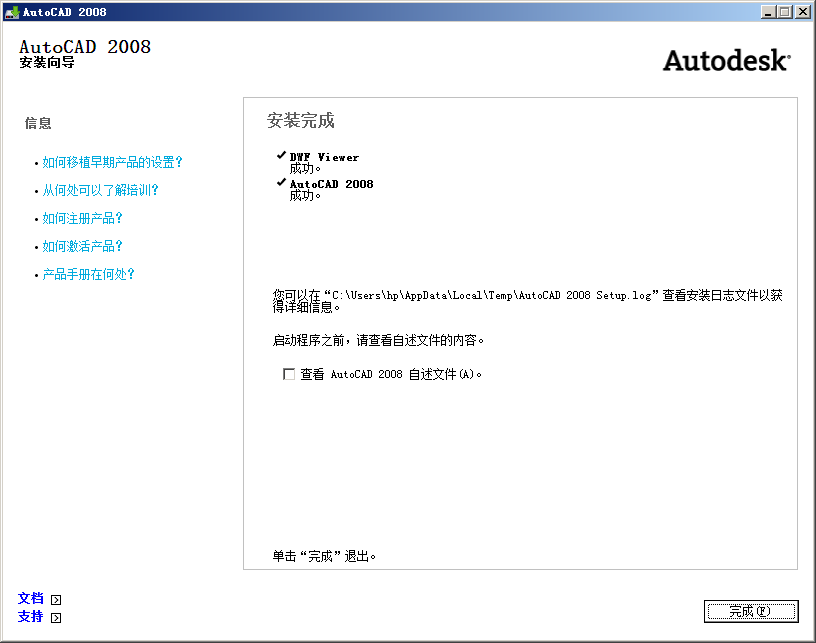 AutoCAD 2008
AutoCAD 2008
安装向导
Autodesk
信息
• 如何移植早期产品的设置?
• 从何处可以了解培训?
• 如何注册产品?
• 如何激活产品?
• 产品手册在何处?
安装完成
DWF Viewer
成功。
AutoCAD 2008
成功。
您可以在“C:\Users\hp\AppData\Local\Temp\AutoCAD 2008 Setup.log”查看安装日志文件以获
得详细信息。
启动程序之前,请查看自述文件的内容。
查看 AutoCAD 2008 自述文件(A)。
单击“完成”退出。
文档
支持
完成(F)